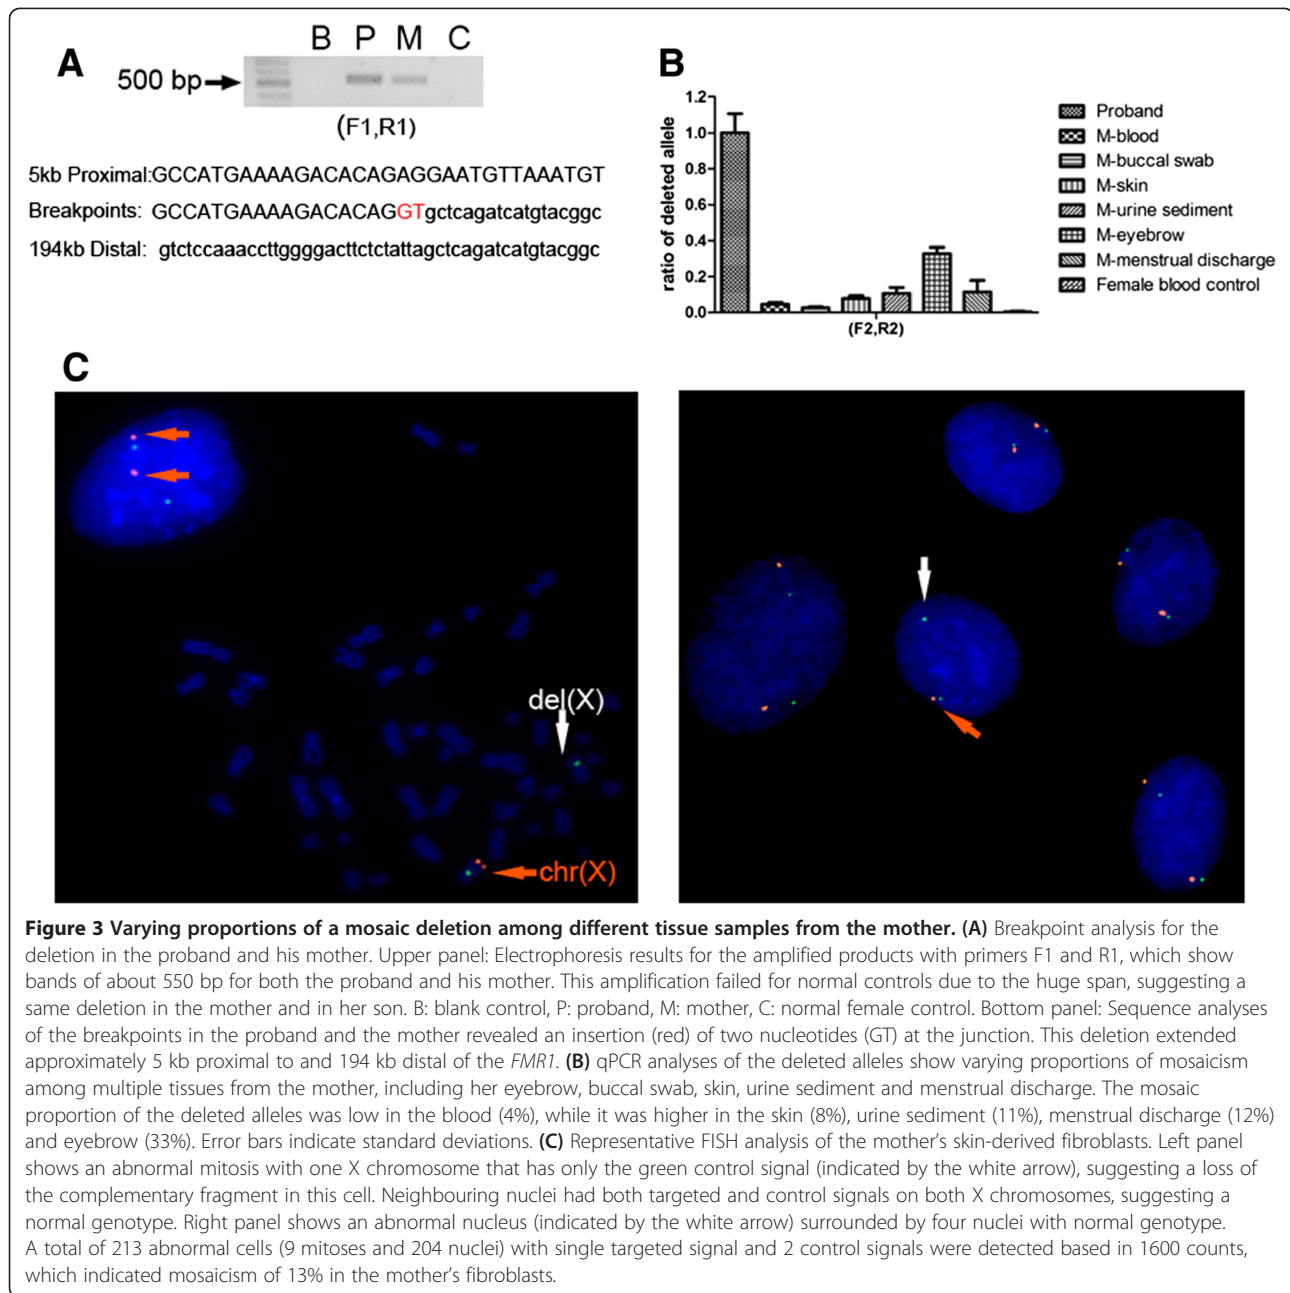 A
B P M C
500 bp
(F1,R1)
5kb Proximal:GCCATGAAAAGACACAGAGGAATGTTAAATGT
Breakpoints: GCCATGAAAAGACACAGGTgctcagatcatgtacggc
194kb Distal: gtctccaaaccttggggacttctctattagctcagatcatgtacggc
B
ratio of deleted allele
1.2
1.0
0.8
0.6
0.4
0.2
0.0
(F2,R2)
Proband
M-blood
M-buccal swab
M-skin
M-urine sediment
M-eyebrow
M-menstrual discharge
Female blood control
C
del(X)
chr(X)
Figure 3 Varying proportions of a mosaic deletion among different tissue samples from the mother. (A) Breakpoint analysis for the
deletion in the proband and his mother. Upper panel: Electrophoresis results for the amplified products with primers F1 and R1, which show
bands of about 550 bp for both the proband and his mother. This amplification failed for normal controls due to the huge span, suggesting a
same deletion in the mother and in her son. B: blank control, P: proband, M: mother, C: normal female control. Bottom panel: Sequence analyses
of the breakpoints in the proband and the mother revealed an insertion (red) of two nucleotides (GT) at the junction. This deletion extended
approximately 5 kb proximal to and 194 kb distal of the FMR1. (B) qPCR analyses of the deleted alleles show varying proportions of mosaicism
among multiple tissues from the mother, including her eyebrow, buccal swab, skin, urine sediment and menstrual discharge. The mosaic
proportion of the deleted alleles was low in the blood (4%), while it was higher in the skin (8%), urine sediment (11%), menstrual discharge (12%)
and eyebrow (33%). Error bars indicate standard deviations. (C) Representative FISH analysis of the mother's skin-derived fibroblasts. Left panel
shows an abnormal mitosis with one X chromosome that has only the green control signal (indicated by the white arrow), suggesting a loss of
the complementary fragment in this cell. Neighbouring nuclei had both targeted and control signals on both X chromosomes, suggesting a
normal genotype. Right panel shows an abnormal nucleus (indicated by the white arrow) surrounded by four nuclei with normal genotype.
A total of 213 abnormal cells (9 mitoses and 204 nuclei) with single targeted signal and 2 control signals were detected based in 1600 counts,
which indicated mosaicism of 13% in the mother's fibroblasts.